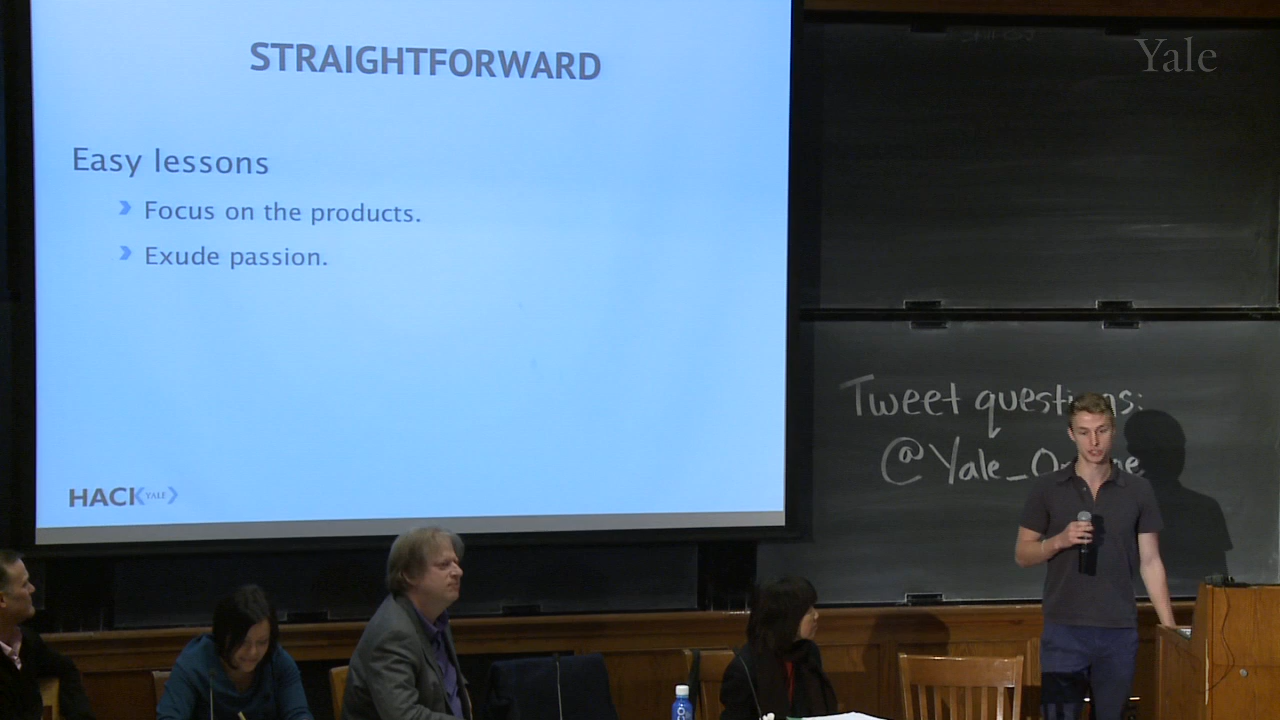 STRAIGHTFORWARD
Easy lessons
Focus on the products.
Exude passion.
HACK YALE
Yale
Tweet questions:
@Yale_